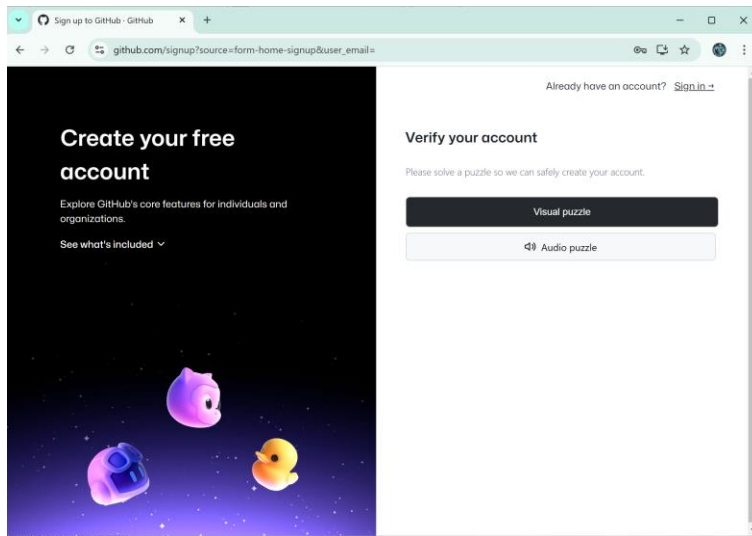 Sign up to GitHub · GitHub
github.com/signup?source=form-home-signup&user_email=
Already have an account? Sign in →
Create your free
account
Explore GitHub's core features for individuals and
organizations.
See what's included
Verify your account
Please solve a puzzle so we can safely create your account.
Visual puzzle
Audio puzzle